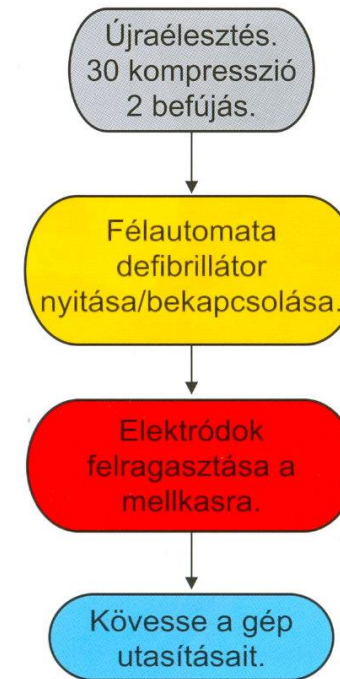 Újraélesztés.
30 kompresszió
2 befújás.
Félautomata
defibrillátor
nyitása/bekapcsolása.
Elektródok
felragasztása a
mellkasra.
Kövesse a gép
utasításait.